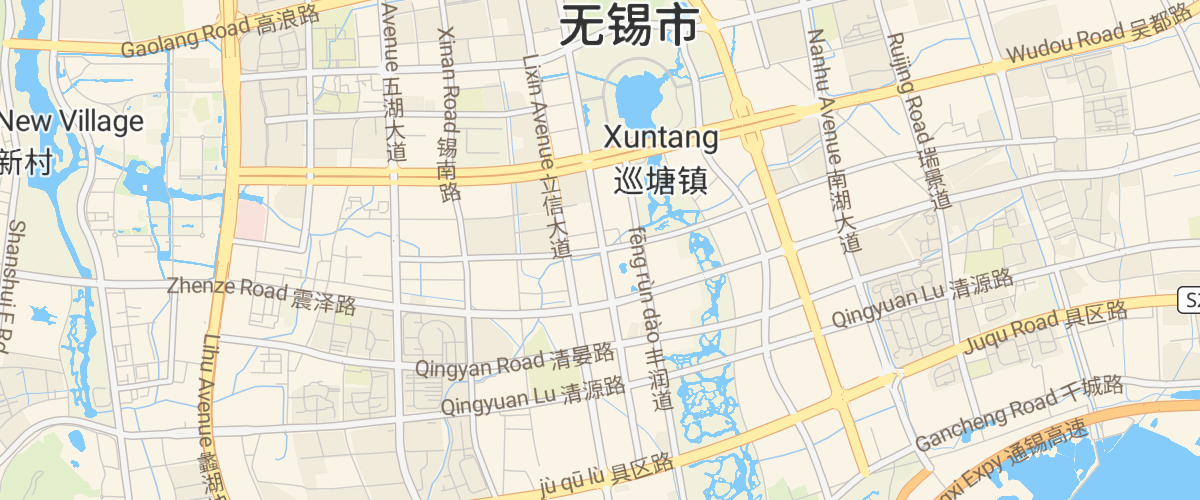 无锡市
Gaolang Road 高浪路
Avenue 五湖大道
Xinan Road 锡南路
Lixin Avenue 立信大道
Nanhu Avenue 南湖大道
Ruijing Road 瑞景道
Wudou Road 吴都路
New Village
新村
Xuntang
巡塘镇
Shanshui E Rd
Zhenze Road 震泽路
fēng rùn dào 丰润道
Lihu Avenue 蠡湖
Qingyan Road 清晏路
Qingyuan Lu 清源路
Qingyuan Lu 清源路
Juqu Road 具区路
Gancheng Road 干城路
jù qū lù 具区路
xi Expy 通锡高速